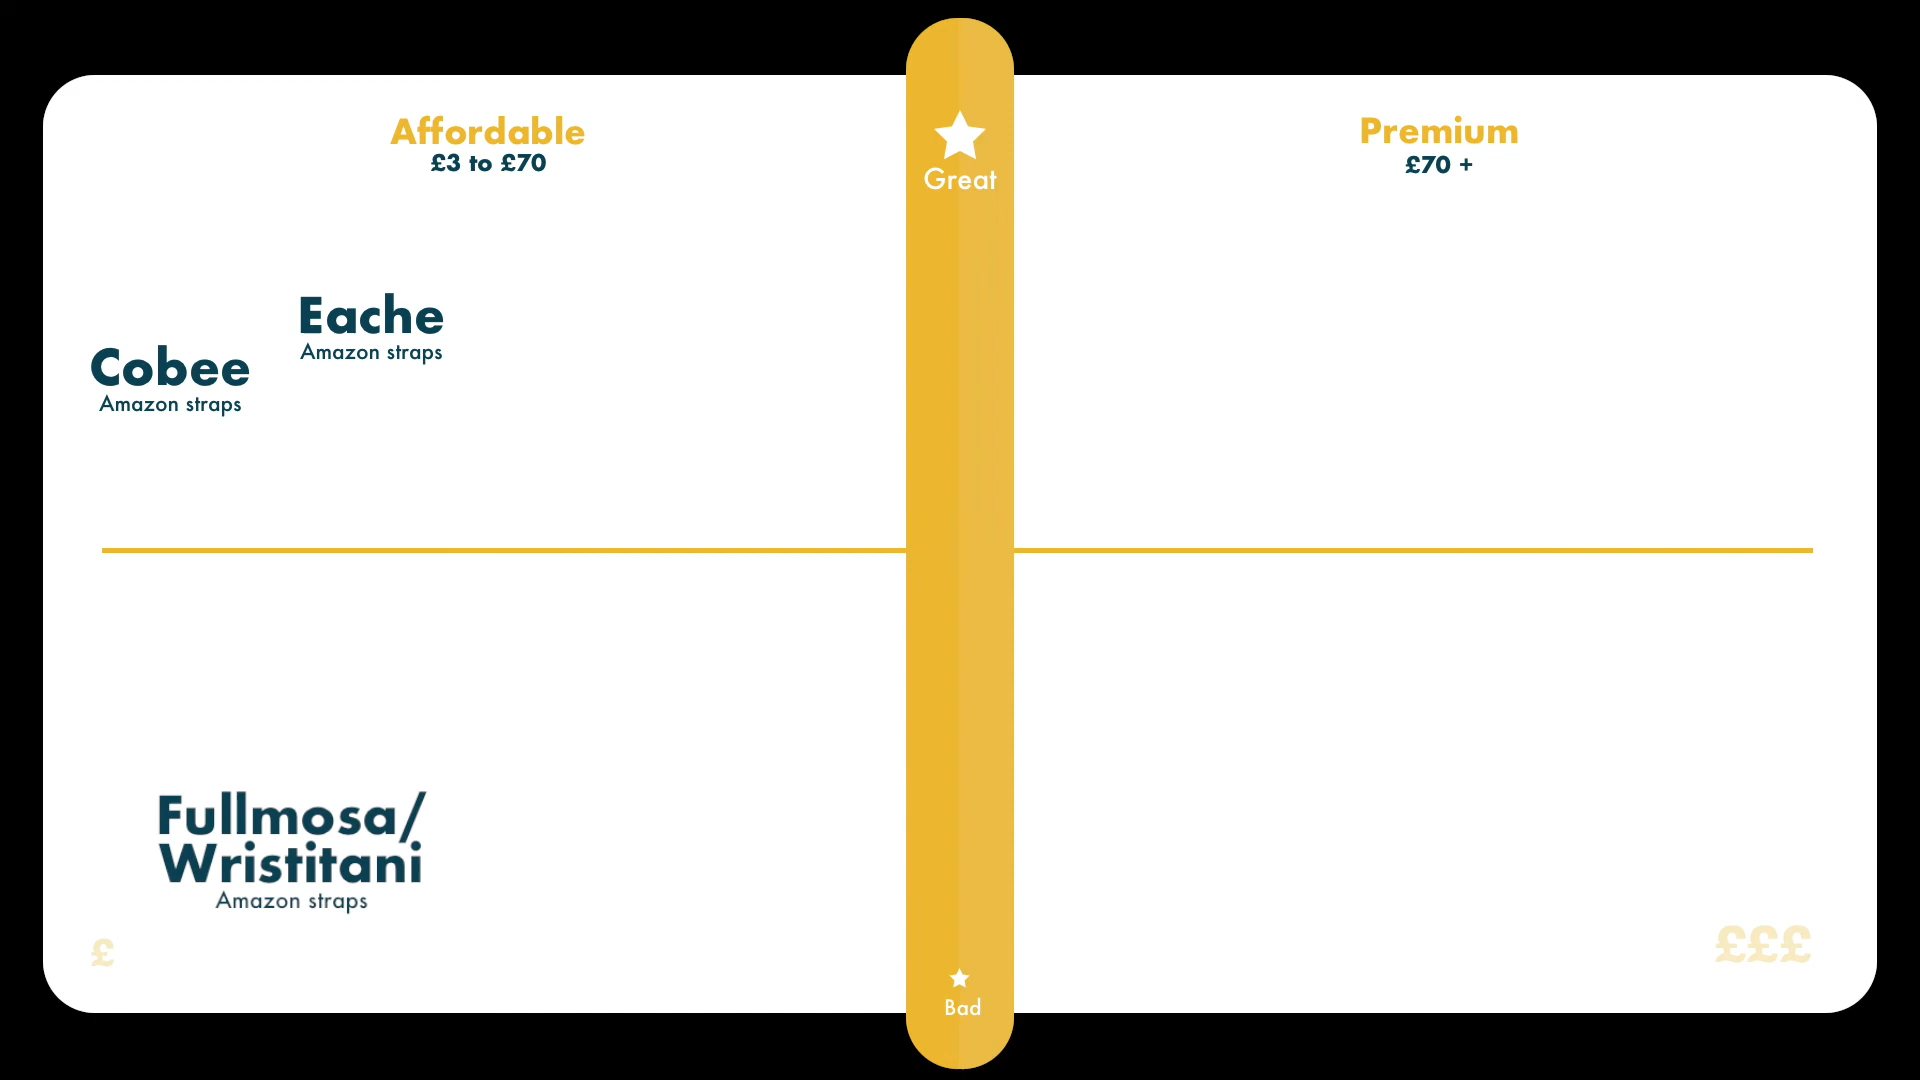 Affordable
£3 to £70
Great
Premium
£70 +
Eache
Amazon straps
Cobee
Amazon straps
Fullmosa/
Wristitani
Amazon straps
£
£££
Bad